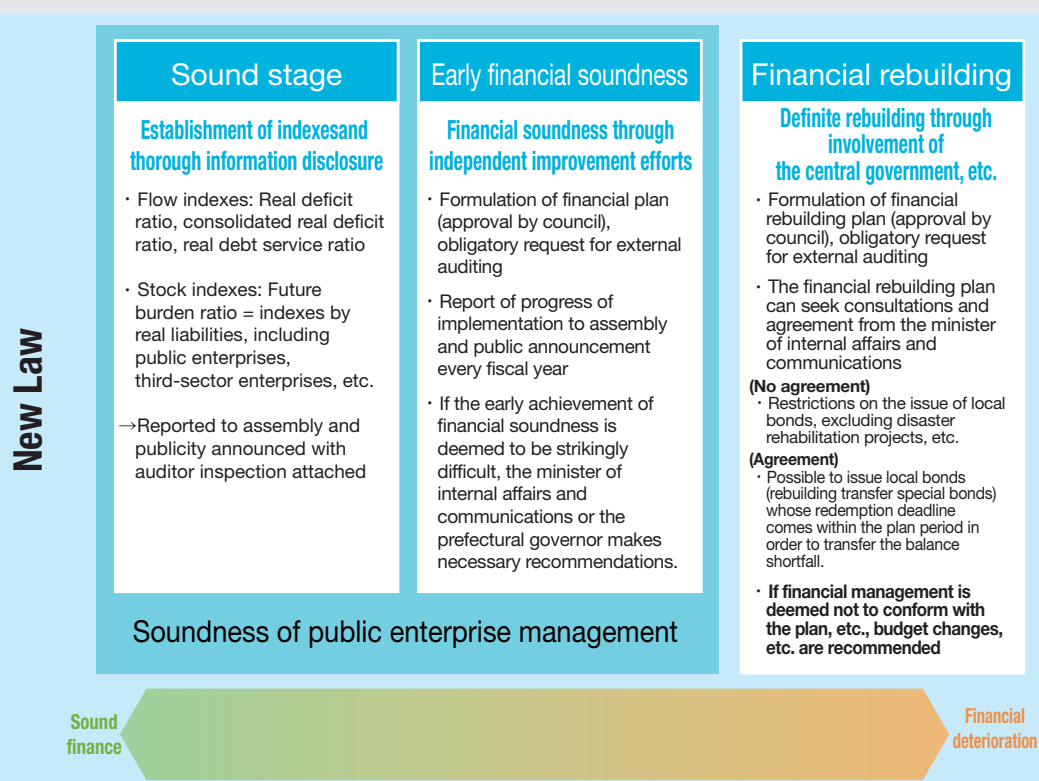 New Law
Sound stage
Establishment of indexesand
thorough information disclosure
・Flow indexes: Real deficit
ratio, consolidated real deficit
ratio, real debt service ratio
・Stock indexes: Future
burden ratio = indexes by
real liabilities, including
public enterprises,
third-sector enterprises, etc.
→Reported to assembly and
publicity announced with
auditor inspection attached
Early financial soundness
Financial soundness through
independent improvement efforts
・Formulation of financial plan
(approval by council),
obligatory request for external
auditing
・Report of progress of
implementation to assembly
and public announcement
every fiscal year
・If the early achievement of
financial soundness is
deemed to be strikingly
difficult, the minister of
internal affairs and
communications or the
prefectural governor makes
necessary recommendations.
Soundness of public enterprise management
Financial rebuilding
Definite rebuilding through
involvement of
the central government, etc.
・Formulation of financial
rebuilding plan (approval by
council), obligatory request
for external auditing
・The financial rebuilding plan
can seek consultations and
agreement from the minister
of internal affairs and
communications
(No agreement)
・Restrictions on the issue of local
bonds, excluding disaster
rehabilitation projects, etc.
(Agreement)
・Possible to issue local bonds
(rebuilding transfer special bonds)
whose redemption deadline
comes within the plan period in
order to transfer the balance
shortfall.
・If financial management is
deemed not to conform with
the plan, etc., budget changes,
etc. are recommended
Sound
finance
Financial
deterioration